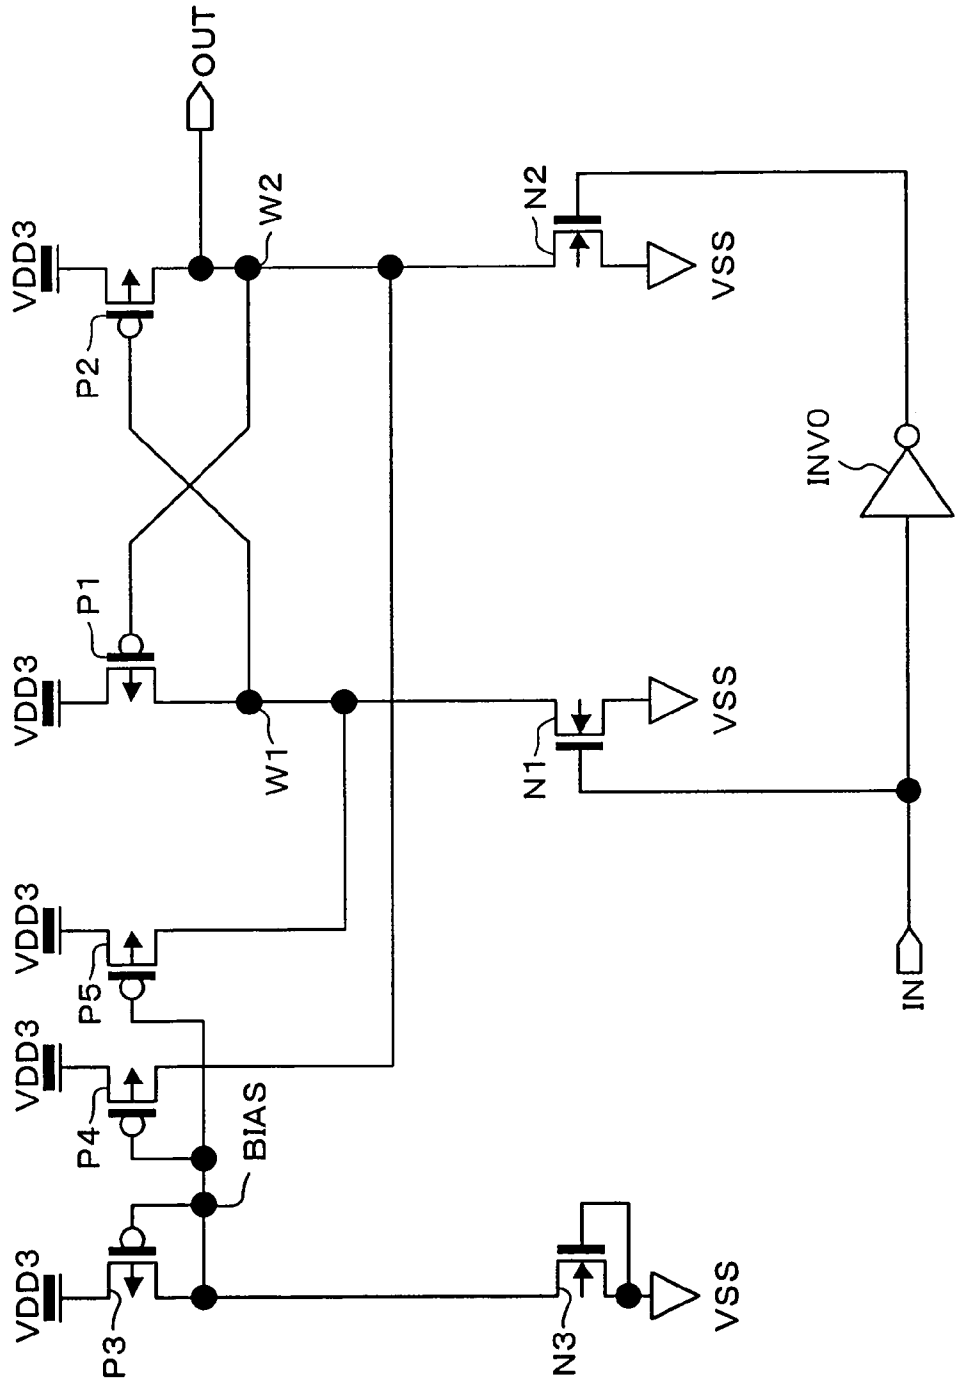 VDD3
VDD3
VDD3
VDD3
VDD3
P3
P4
P5
P1
P2
OUT
BIAS
W1
W2
N3
N1
N2
VSS
VSS
VSS
INV0
IN